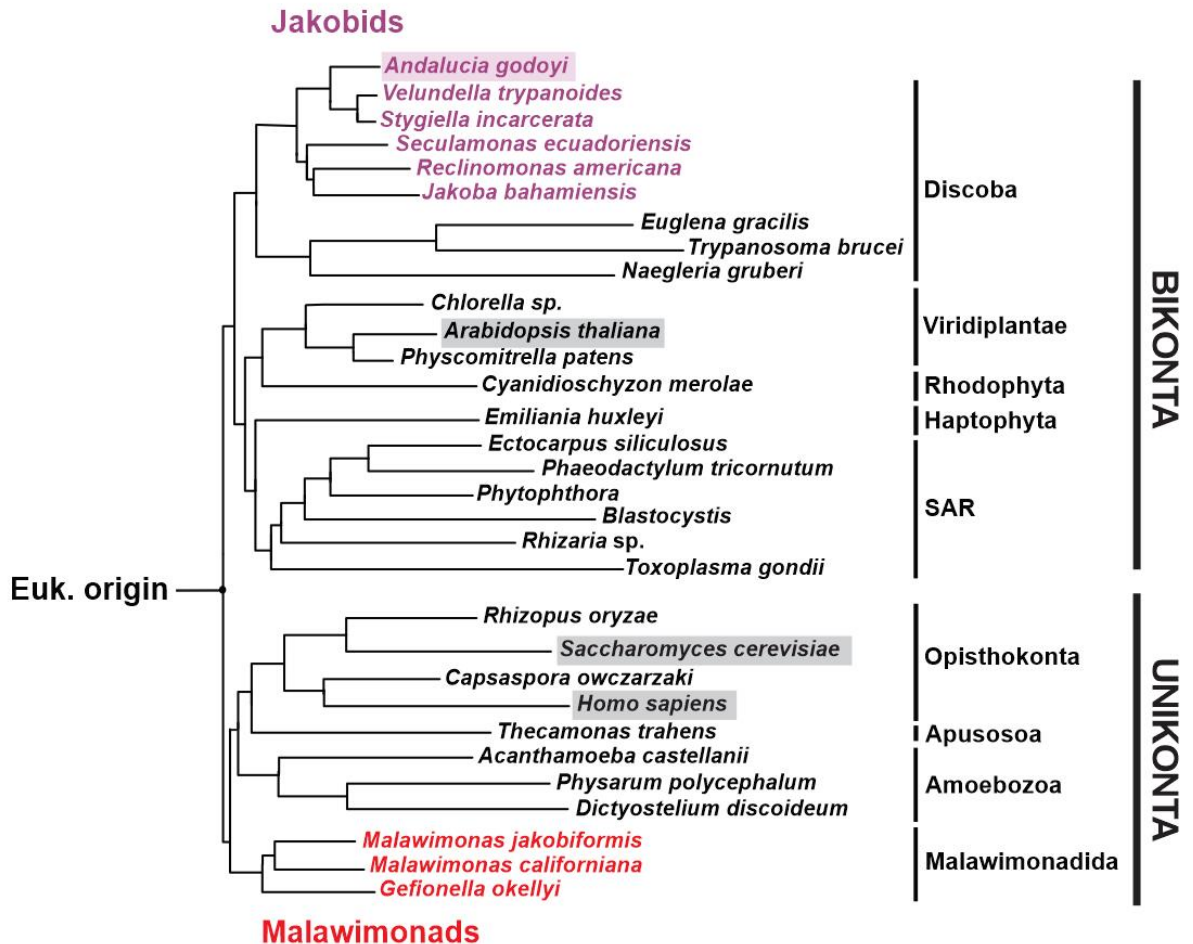 Jakobids
Andalucia godoyi
Velundella trypanoides
Stygiella incarcerata
Seculamonas ecuadoriensis
Reclinomonas americana
Jakoba bahamiensis
Discoba
Euglena gracilis
Trypanosoma brucei
Naegleria gruberi
Chlorella sp.
Arabidopsis thaliana
Viridiplantae
Physcomitrella patens
Cyanidioschyzon merolae
Rhodophyta
Emiliania huxleyi
Haptophyta
Ectocarpus siliculosus
Phaeodactylum tricornutum
Phytophthora
SAR
Blastocystis
Rhizaria sp.
Toxoplasma gondii
BIKONTA
Euk. origin
Rhizopus oryzae
Saccharomyces cerevisiae
Opisthokonta
Capsaspora owczarzaki
Homo sapiens
Thecamonas trahens
Apusosoa
Acanthamoeba castellanii
Physarum polycephalum
Amoebozoa
Dictyostelium discoideum
Malawimonas jakobiformis
Malawimonas californiana
Malawimonadida
Gefionella okellyi
UNIKONTA
Malawimonads